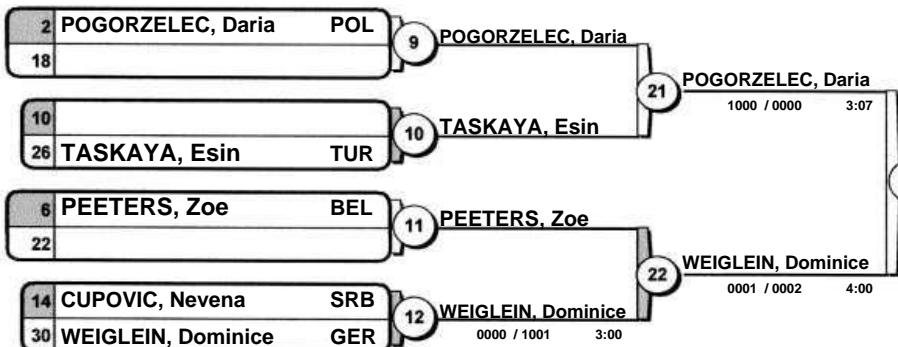 2 POGORZELEC, Daria POL
18
9 POGORZELEC, Daria
10
26 TASKAYA, Esin TUR
10 TASKAYA, Esin
21 POGORZELEC, Daria
1000 / 0000 3:07
6 PEETERS, Zoe BEL
22
11 PEETERS, Zoe
14 CUPOVIC, Nevena SRB
30 WEIGLEIN, Dominice GER
12 WEIGLEIN, Dominice
0000 / 1001 3:00
22 WEIGLEIN, Dominice
0001 / 0002 4:00